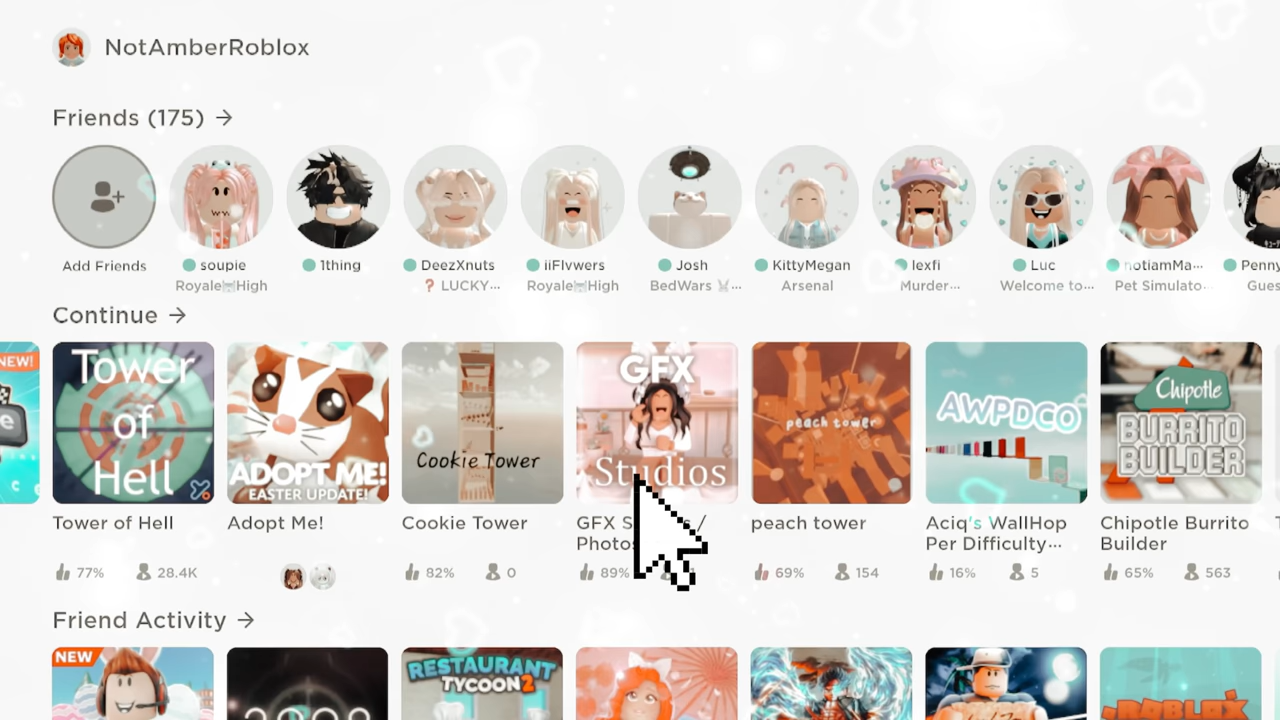 NotAmberRoblox
Friends (175) →
Add Friends
soupie
1thing
DeezXnuts
iiFlvwers
Josh
KittyMegan
lexfi
Luc
notiamMa...
Penny
Royale High
❓ LUCKY...
Royale High
BedWars
Arsenal
Murder...
Welcome to...
Pet Simulato...
Gues
Continue →
NEW!
e
Tower
of
Hell
ADOPT ME!
EASTER UPDATE!
Cookie Tower
GFX
Studios
peach tower
AWPDCO
Chipotle
BURRITO
BUILDER
Tower of Hell
Adopt Me!
Cookie Tower
GFX
Photo
peach tower
Aciq's WallHop
Per Difficulty...
Chipotle Burrito
Builder
77% 28.4K
82% 0
89%
69% 154
16% 5
65% 563
Friend Activity →
NEW
RESTAURANT
TYCOON 2
ROBLOX